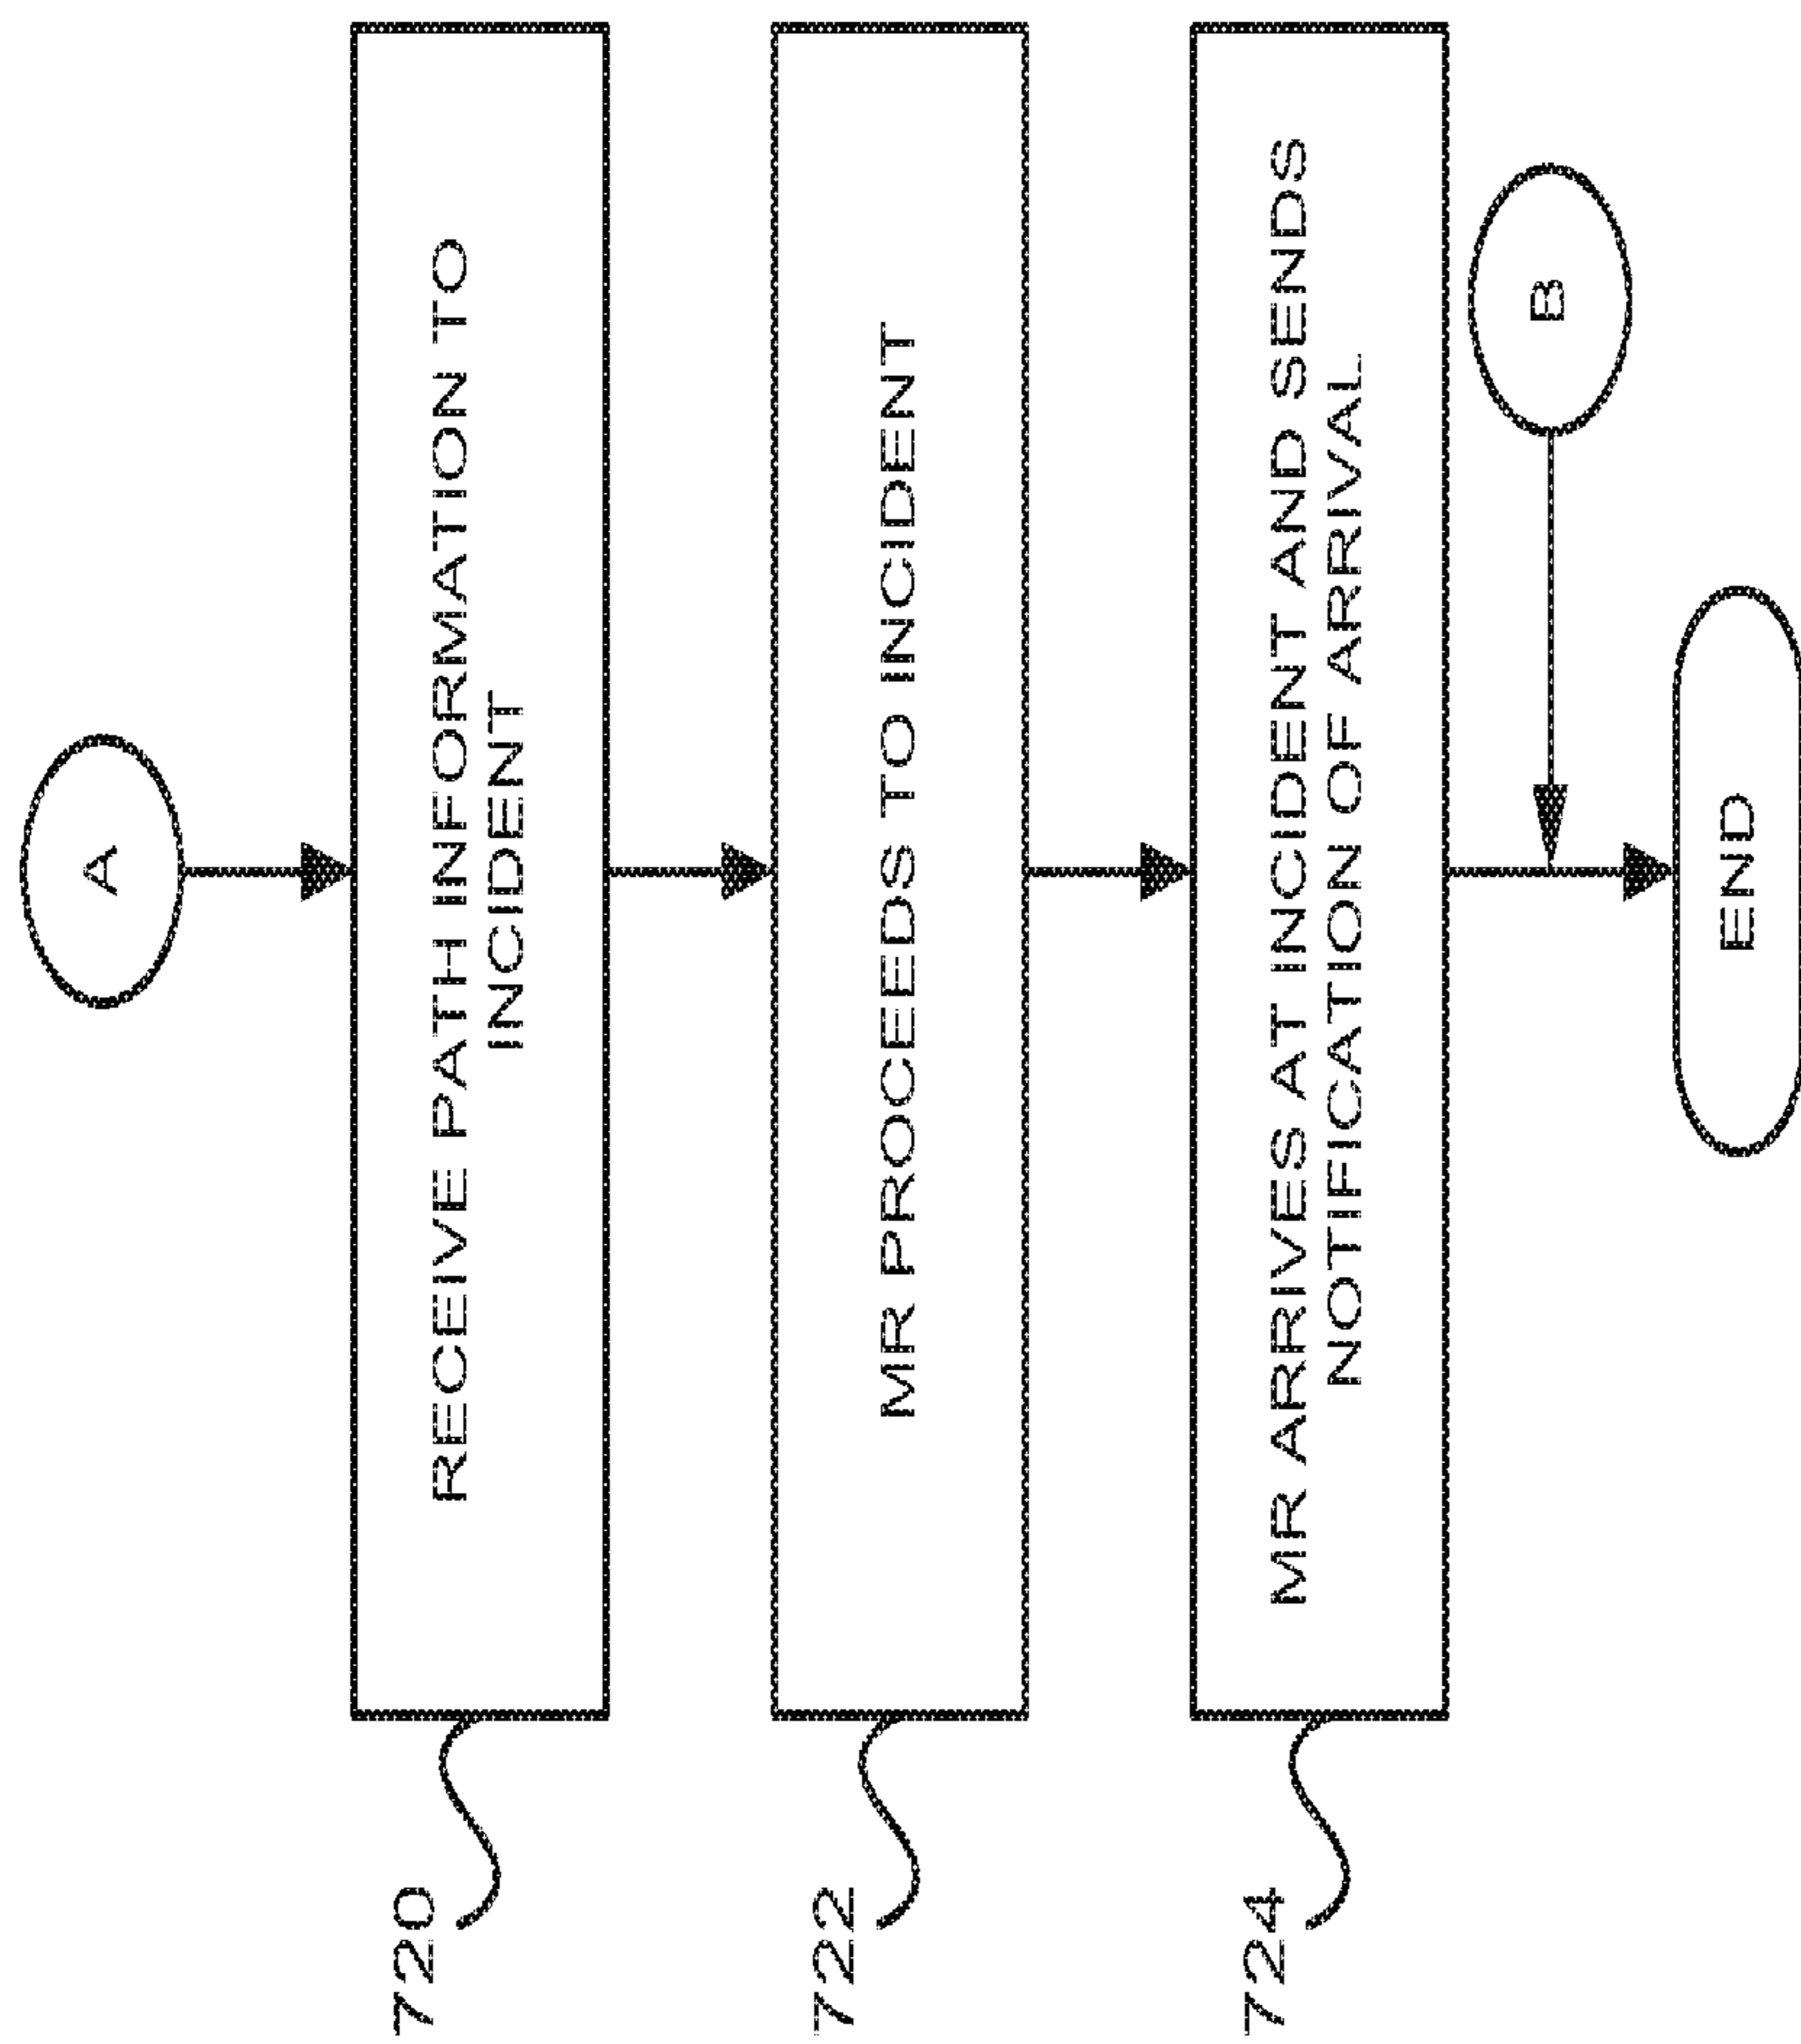 A
720
RECEIVE PATH INFORMATION TO
INCIDENT
722
MR PROCEEDS TO INCIDENT
724
MR ARRIVES AT INCIDENT AND SENDS
NOTIFICATION OF ARRIVAL
B
END